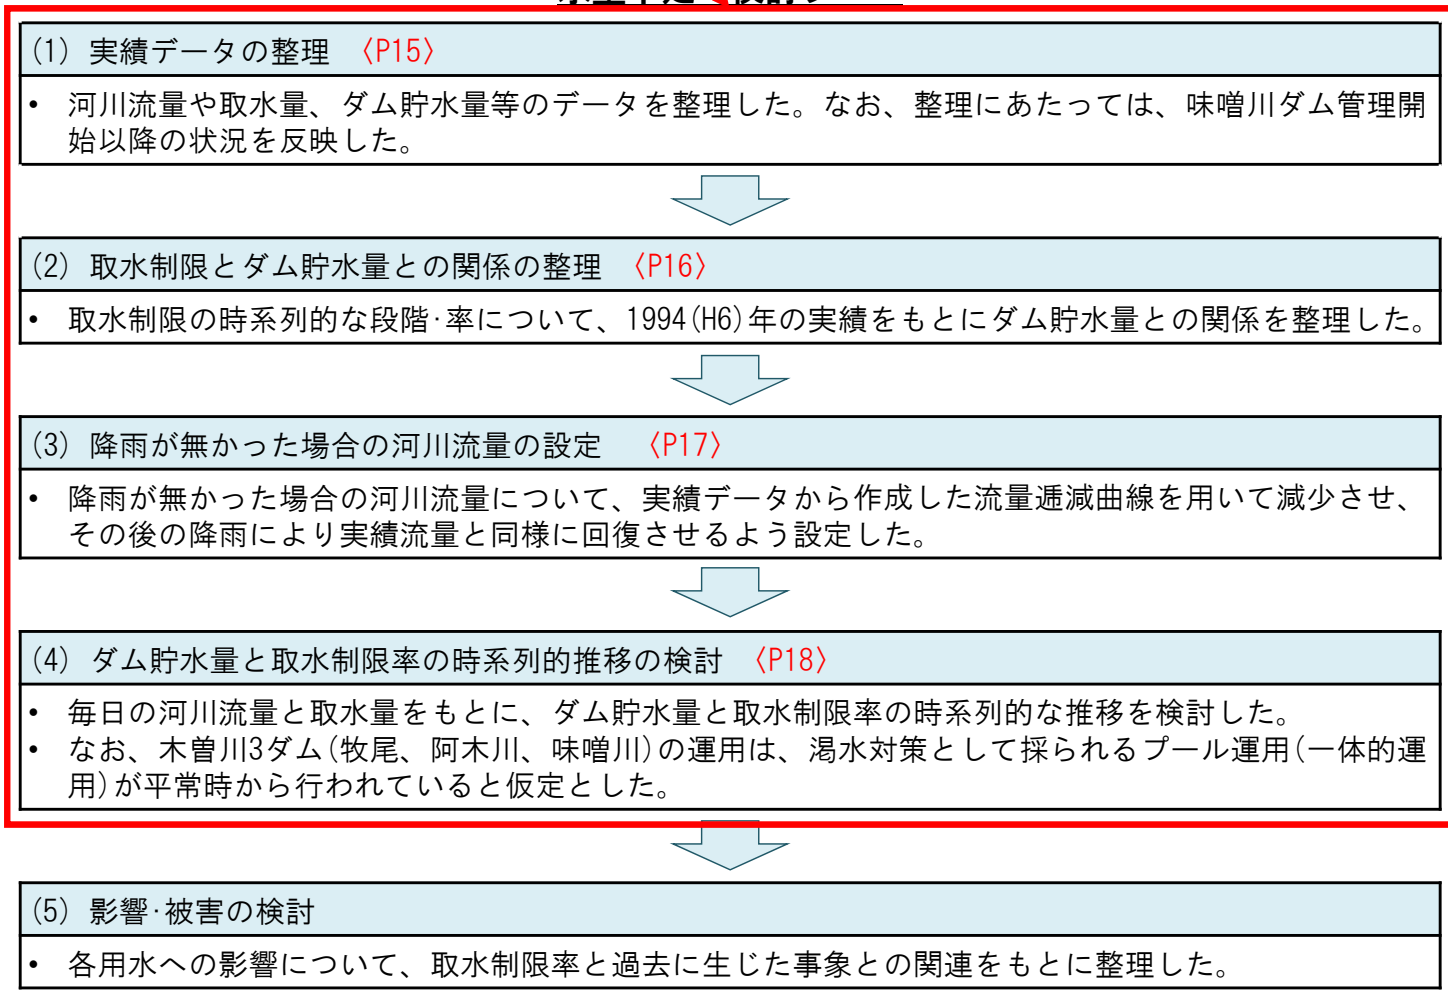 (1) 実績データの整理 〈P15〉
• 河川流量や取水量、ダム貯水量等のデータを整理した。なお、整理にあたっては、味噌川ダム管理開
始以降の状況を反映した。
(2) 取水制限とダム貯水量との関係の整理 〈P16〉
• 取水制限の時系列的な段階・率について、1994(H6)年の実績をもとにダム貯水量との関係を整理した。
(3) 降雨が無かった場合の河川流量の設定 〈P17〉
• 降雨が無かった場合の河川流量について、実績データから作成した流量逓減曲線を用いて減少させ、
その後の降雨により実績流量と同様に回復させるよう設定した。
(4) ダム貯水量と取水制限率の時系列的推移の検討 〈P18〉
• 毎日の河川流量と取水量をもとに、ダム貯水量と取水制限率の時系列的な推移を検討した。
• なお、木曽川3ダム(牧尾、阿木川、味噌川)の運用は、渇水対策として採られるプール運用(一体的運
用)が平常時から行われていると仮定とした。
(5) 影響・被害の検討
• 各用水への影響について、取水制限率と過去に生じた事象との関連をもとに整理した。